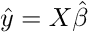 ŷ = Xβ̂